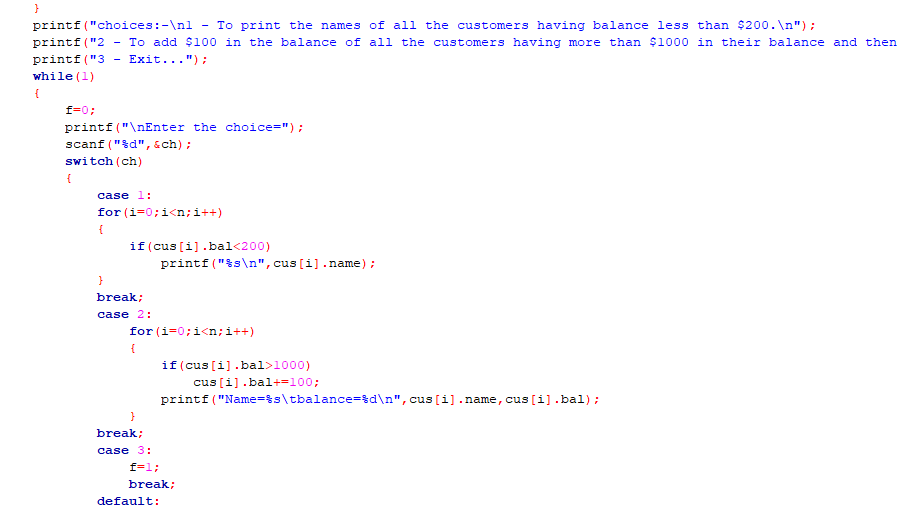 }
printf("choices:-\n1 - To print the names of all the customers having balance less than $200.\n");
printf("2 - To add $100 in the balance of all the customers having more than $1000 in their balance and then
printf("3 - Exit...");
while(1)
{
f=0;
printf("\nEnter the choice=");
scanf("%d",&ch);
switch(ch)
{
case 1:
for(i=0;i<n;i++)
{
if(cus[i].bal<200)
printf("%s\n",cus[i].name);
}
break;
case 2:
for(i=0;i<n;i++)
{
if(cus[i].bal>1000)
cus[i].bal+=100;
printf("Name=%s\tbalance=%d\n",cus[i].name,cus[i].bal);
}
break;
case 3:
f=1;
break;
default: